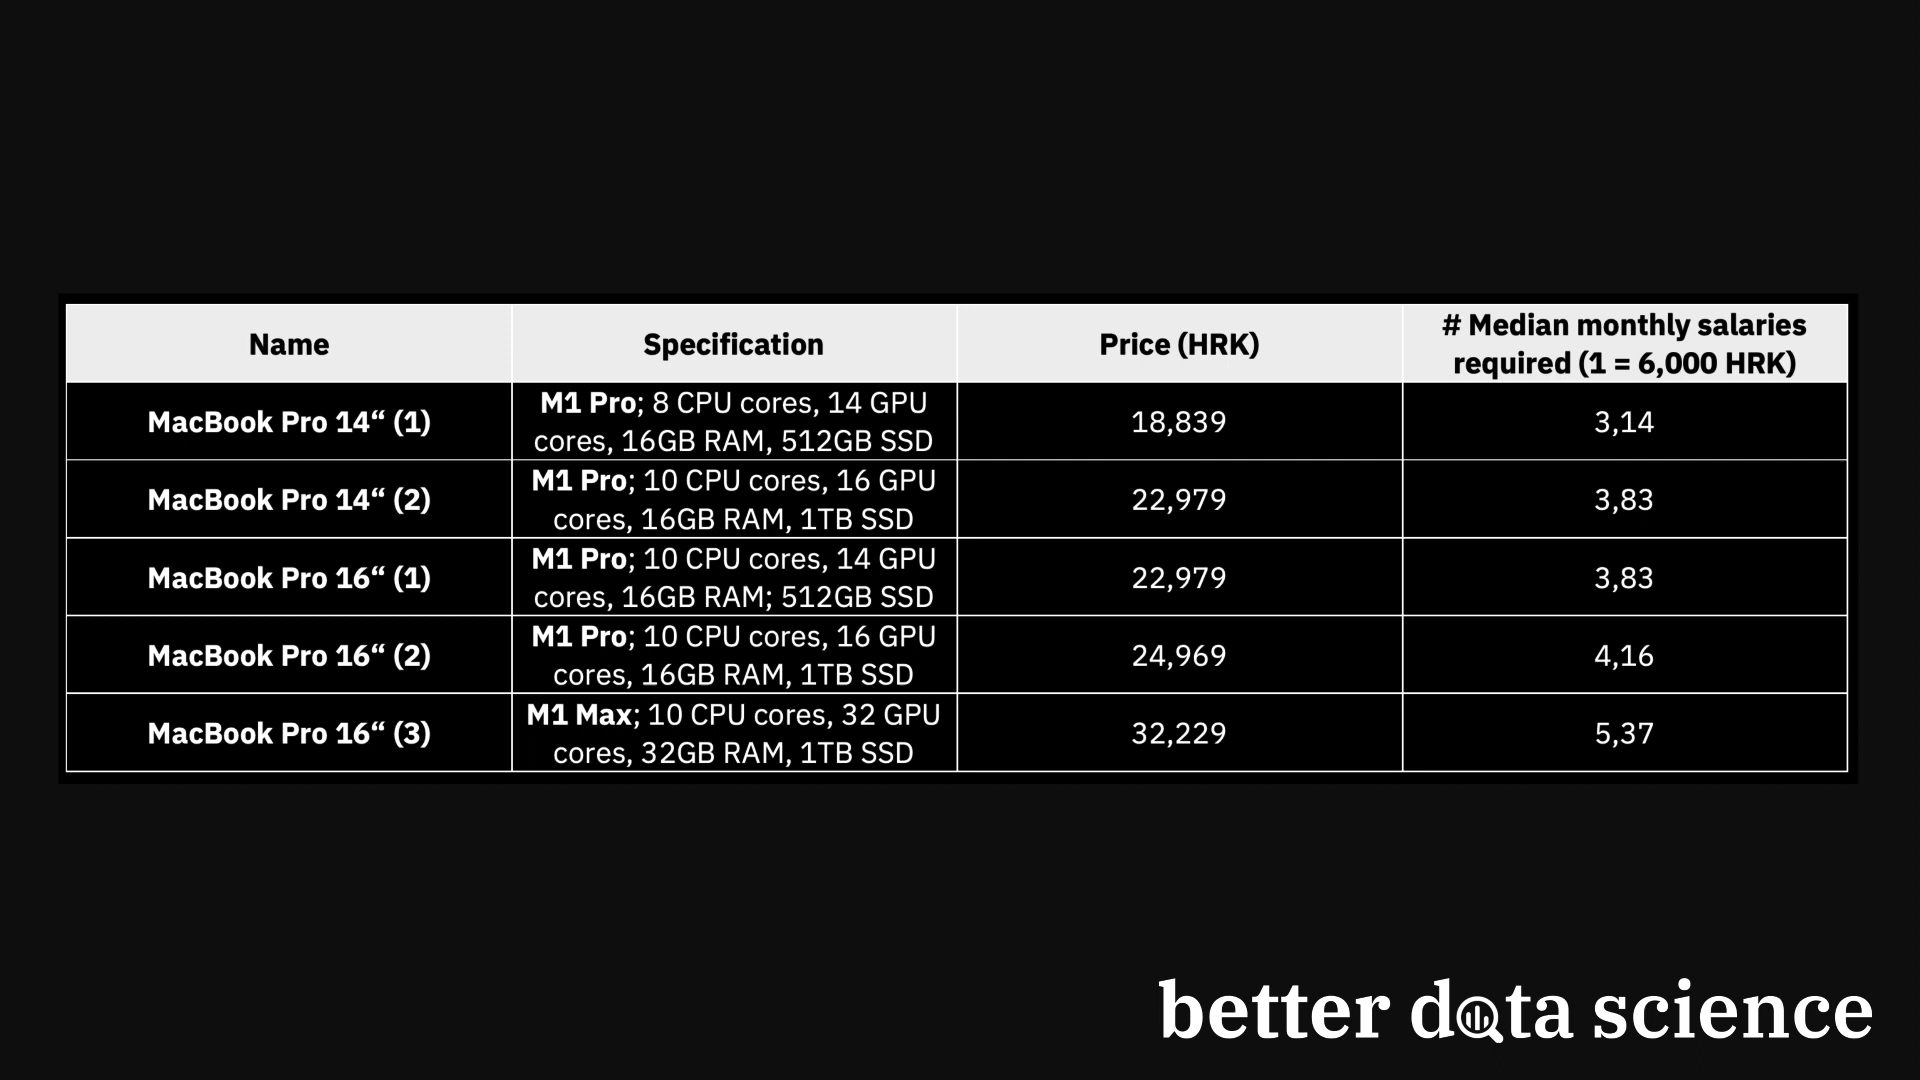 Name
Specification
Price (HRK)
# Median monthly salaries
required (1 = 6,000 HRK)
MacBook Pro 14“ (1)
M1 Pro; 8 CPU cores, 14 GPU
cores, 16GB RAM, 512GB SSD
18,839
3,14
MacBook Pro 14“ (2)
M1 Pro; 10 CPU cores, 16 GPU
cores, 16GB RAM, 1TB SSD
22,979
3,83
MacBook Pro 16“ (1)
M1 Pro; 10 CPU cores, 14 GPU
cores, 16GB RAM; 512GB SSD
22,979
3,83
MacBook Pro 16“ (2)
M1 Pro; 10 CPU cores, 16 GPU
cores, 16GB RAM, 1TB SSD
24,969
4,16
MacBook Pro 16“ (3)
M1 Max; 10 CPU cores, 32 GPU
cores, 32GB RAM, 1TB SSD
32,229
5,37
better data science